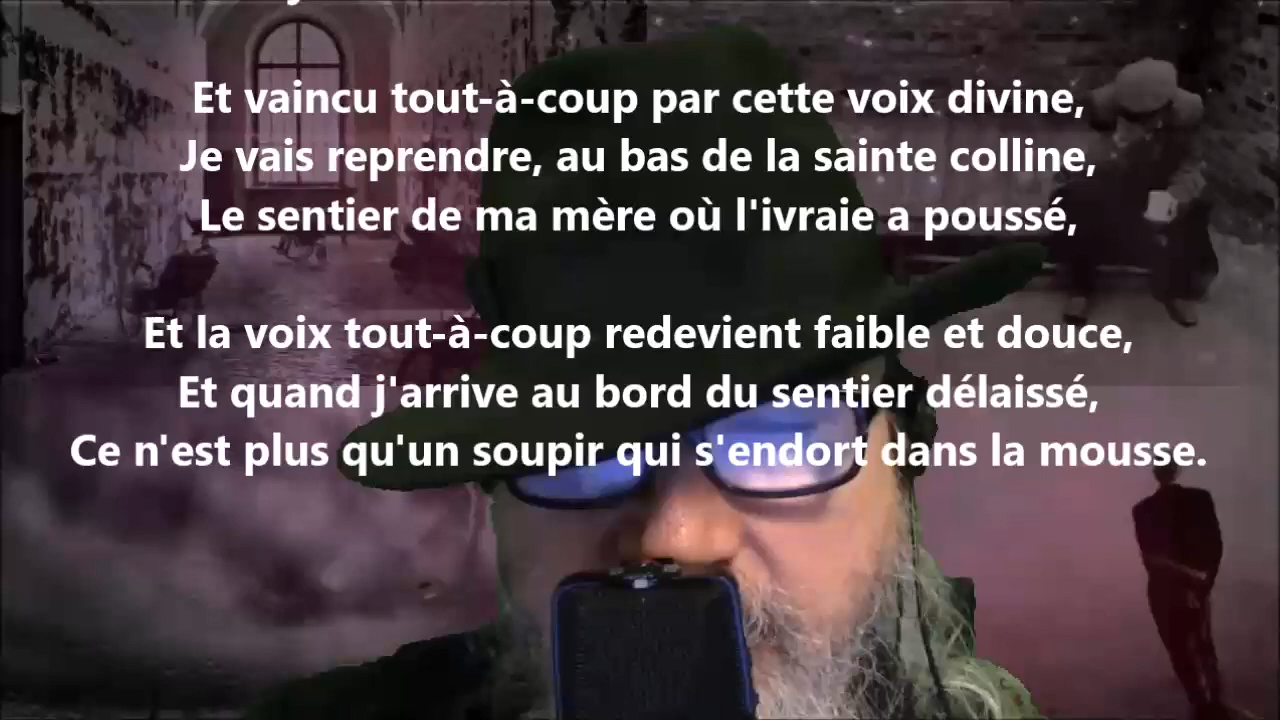 Et vaincu tout-à-coup par cette voix divine,
Je vais reprendre, au bas de la sainte colline,
Le sentier de ma mère où l'ivraie a poussé,
Et la voix tout-à-coup redevient faible et douce,
Et quand j'arrive au bord du sentier délaissé,
Ce n'est plus qu'un soupir qui s'endort dans la mousse.